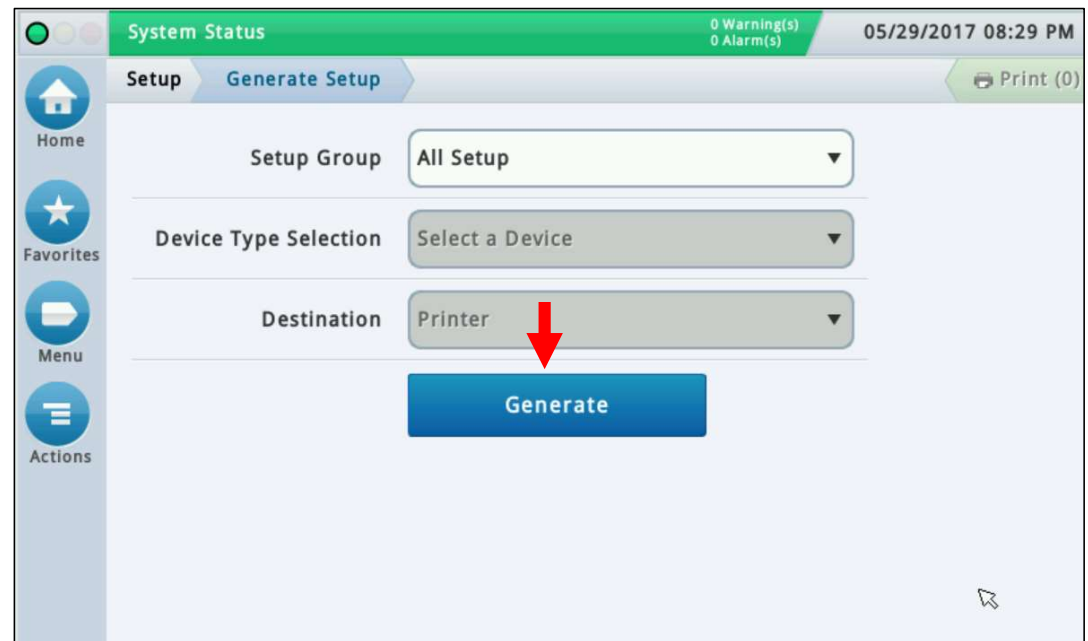 System Status
0 Warning(s)
0 Alarm(s)
05/29/2017 08:29 PM
Setup
Generate Setup
Print (0)
Home
Favorites
Menu
Actions
Setup Group
All Setup
Device Type Selection
Select a Device
Destination
Printer
Generate